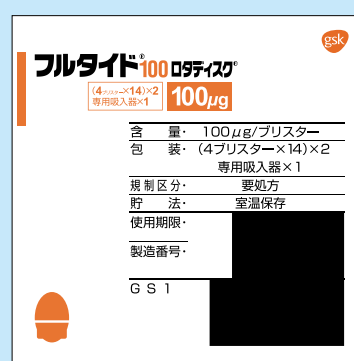 gsk
フルタイド®100ロタディスク®
(4ブリスター×14)×2
専用吸入器×1
100μg
含 量・ 100μg/ブリスター
包 装・ (4ブリスター×14)×2
専用吸入器×1
規制区分・ 要処方
貯 法・ 室温保存
使用期限・
製造番号・
GS1